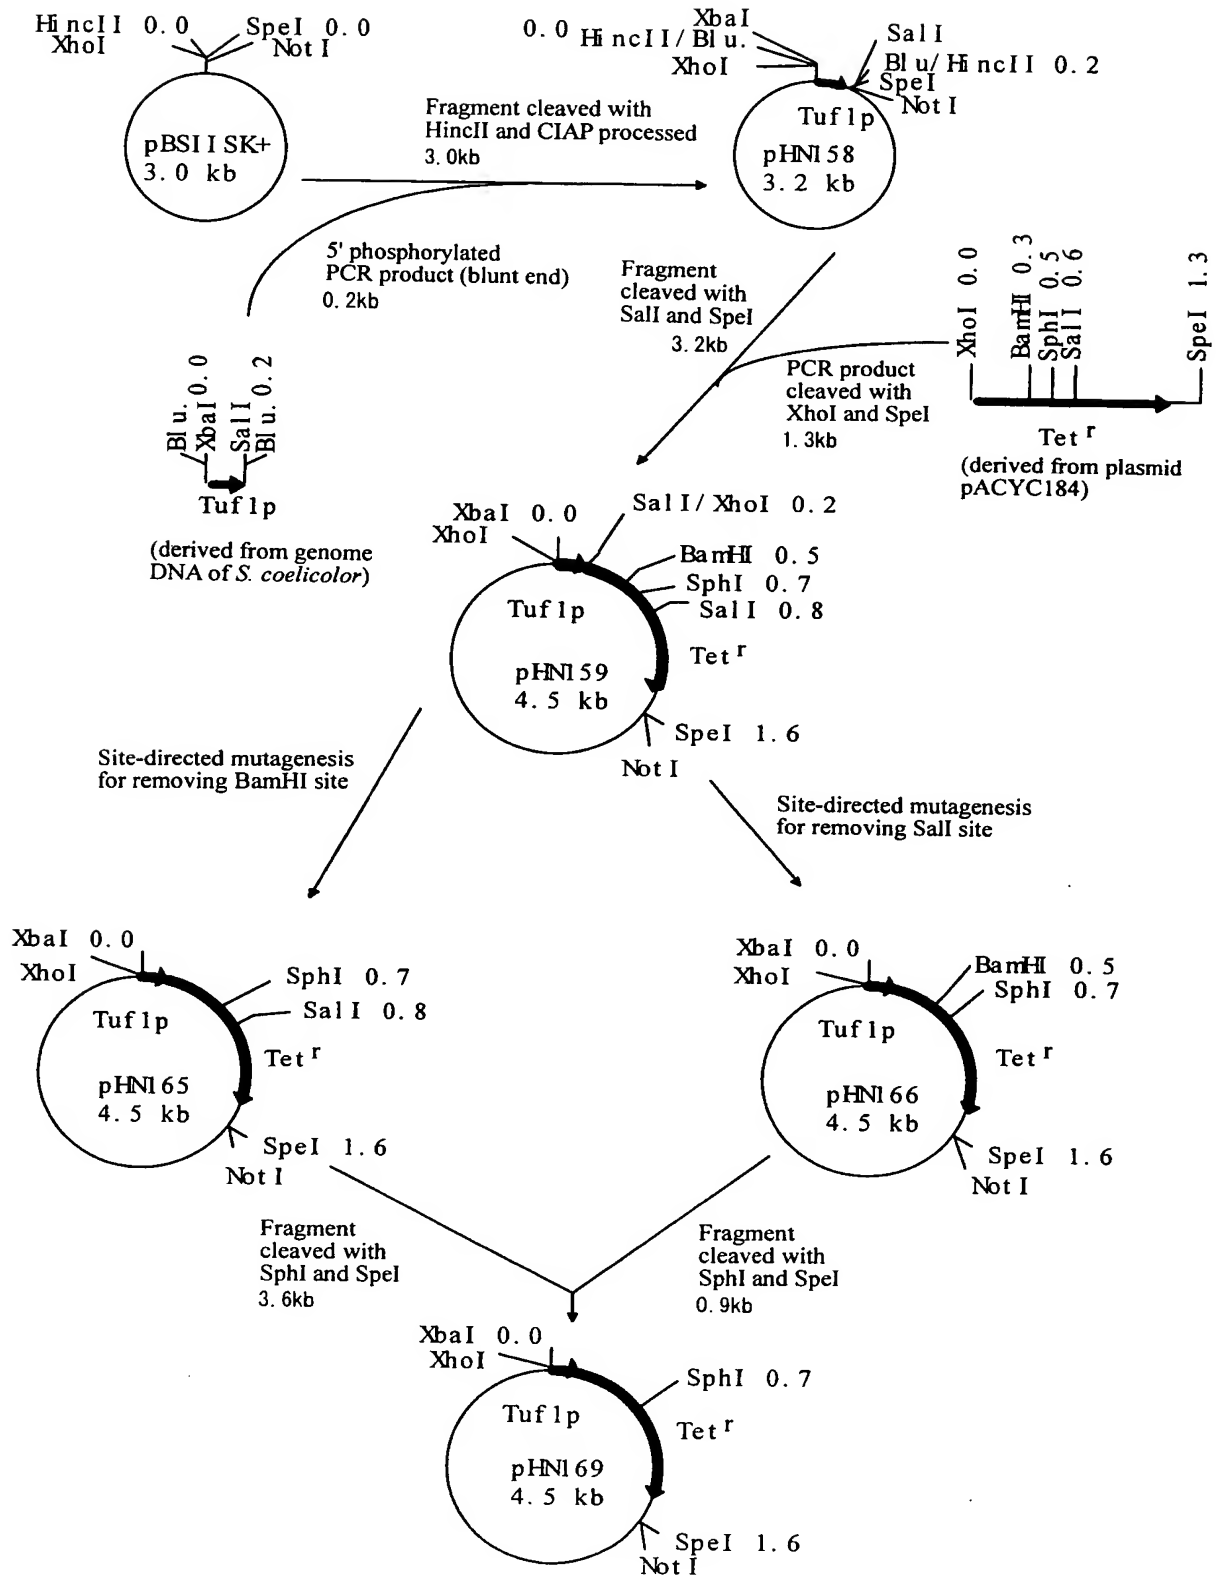 HincII 0.0
XhoI
SpeI 0.0
Not I
pBSIISK+
3.0 kb
Fragment cleaved with
HincII and CIAP processed
3.0kb
5' phosphorylated
PCR product (blunt end)
0.2kb
XbaI
0.0 HincII/Blu.
XhoI
SalI
Blu/HincII 0.2
SpeI
Not I
Tuf1p
pHN158
3.2 kb
Blu.
XbaI 0.0
SalI
Blu. 0.2
Tuf1p
(derived from genome
DNA of S. coelicolor)
Fragment
cleaved with
SalI and SpeI
3.2kb
PCR product
cleaved with
XhoI and SpeI
1.3kb
XhoI 0.0
BamHI 0.3
SphI 0.5
SalI 0.6
SpeI 1.3
Tet r
(derived from plasmid
pACYC184)
XbaI 0.0
XhoI
SalI/XhoI 0.2
BamHI 0.5
SphI 0.7
SalI 0.8
Tuf1p
Tet r
pHN159
4.5 kb
SpeI 1.6
Not I
Site-directed mutagenesis
for removing BamHI site
Site-directed mutagenesis
for removing SalI site
XbaI 0.0
XhoI
SphI 0.7
SalI 0.8
Tuf1p
Tet r
pHN165
4.5 kb
SpeI 1.6
Not I
XbaI 0.0
XhoI
BamHI 0.5
SphI 0.7
Tuf1p
Tet r
pHN166
4.5 kb
SpeI 1.6
Not I
Fragment
cleaved with
SphI and SpeI
3.6kb
Fragment
cleaved with
SphI and SpeI
0.9kb
XbaI 0.0
XhoI
SphI 0.7
Tuf1p
Tet r
pHN169
4.5 kb
SpeI 1.6
Not I